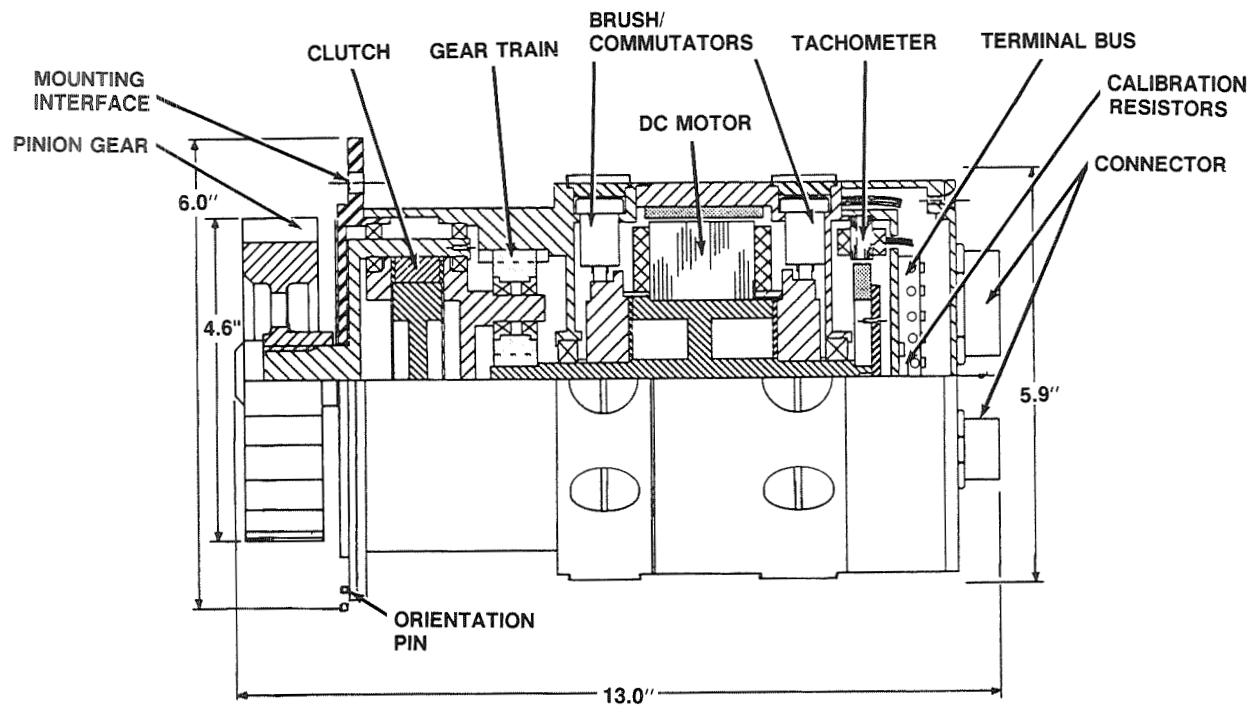 BRUSH/
COMMUTATORS
CLUTCH
GEAR TRAIN
TACHOMETER
TERMINAL BUS
MOUNTING
INTERFACE
CALIBRATION
RESISTORS
DC MOTOR
PINION GEAR
CONNECTOR
6.0"
4.6"
5.9"
ORIENTATION
PIN
13.0"